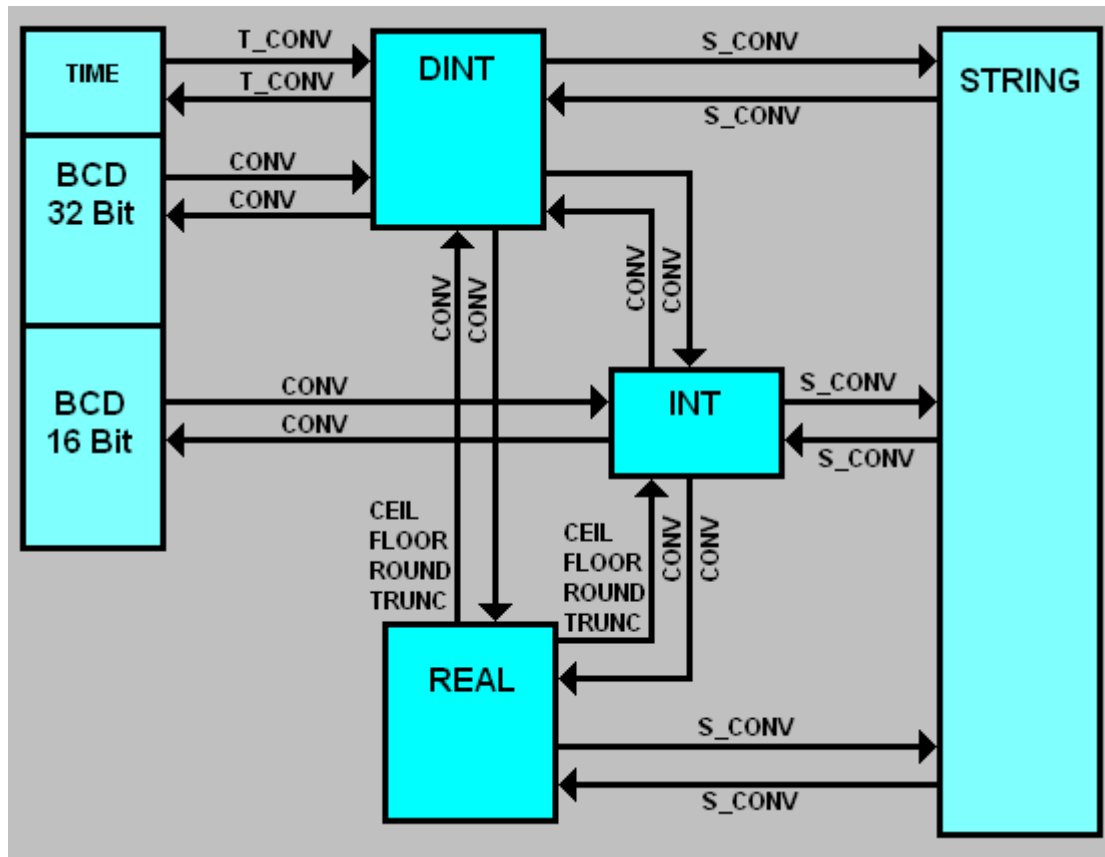 T_CONV
TIME
T_CONV
DINT
S_CONV
S_CONV
STRING
BCD
32 Bit
CONV
CONV
CONV
CONV
CONV
CONV
BCD
16 Bit
CONV
CONV
INT
S_CONV
S_CONV
CEIL
FLOOR
ROUND
TRUNC
CEIL
FLOOR
ROUND
TRUNC
CONV
CONV
REAL
S_CONV
S_CONV